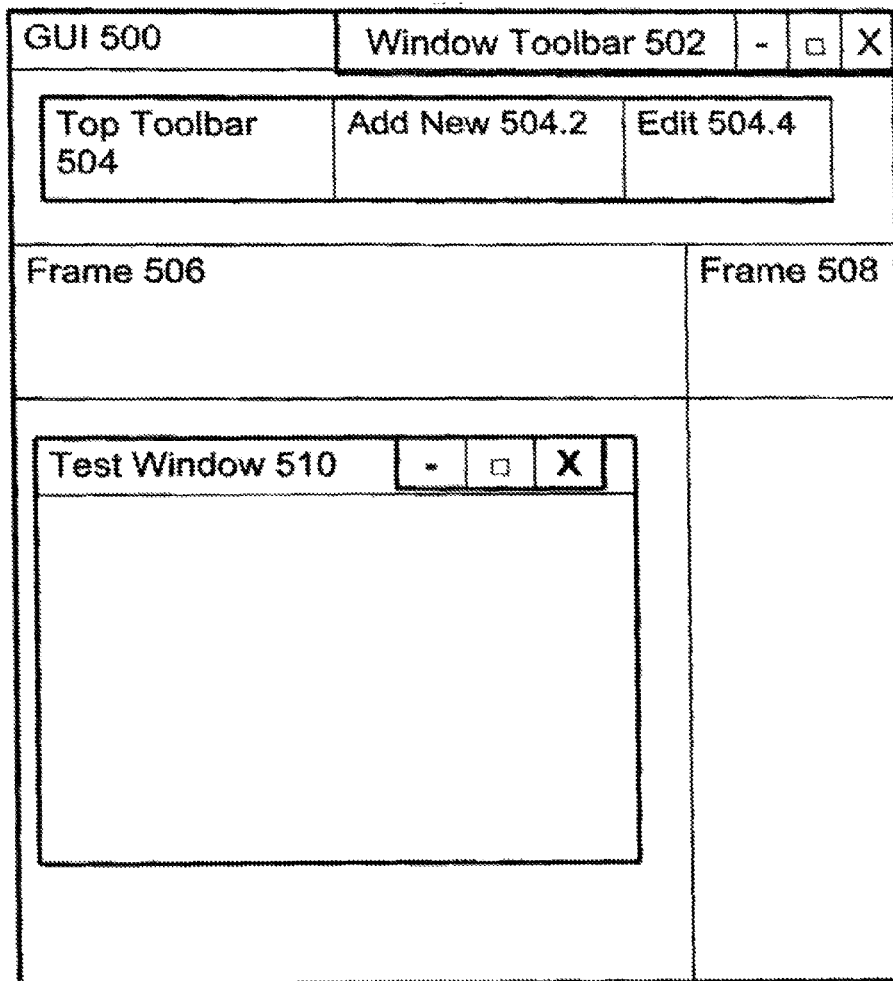 GUI 500
Window Toolbar 502 - □ X
Top Toolbar
504
Add New 504.2
Edit 504.4
Frame 506
Frame 508
Test Window 510 - □ X